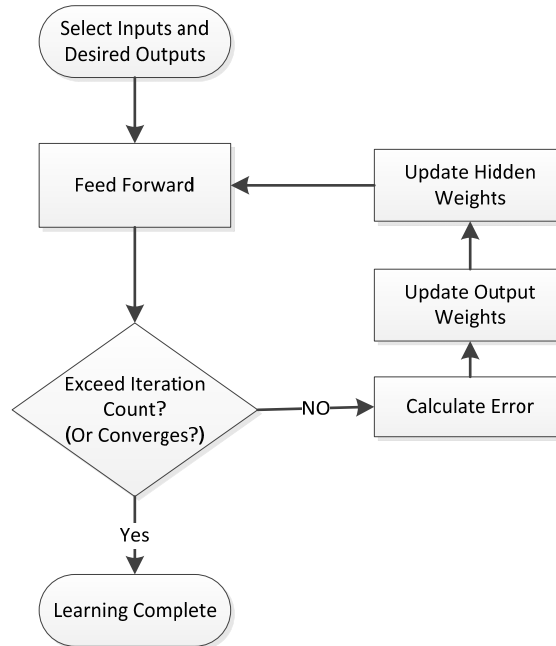 Select Inputs and
Desired Outputs
Feed Forward
Update Hidden
Weights
Update Output
Weights
Exceed Iteration
Count?
(Or Converges?)
NO
Calculate Error
Yes
Learning Complete